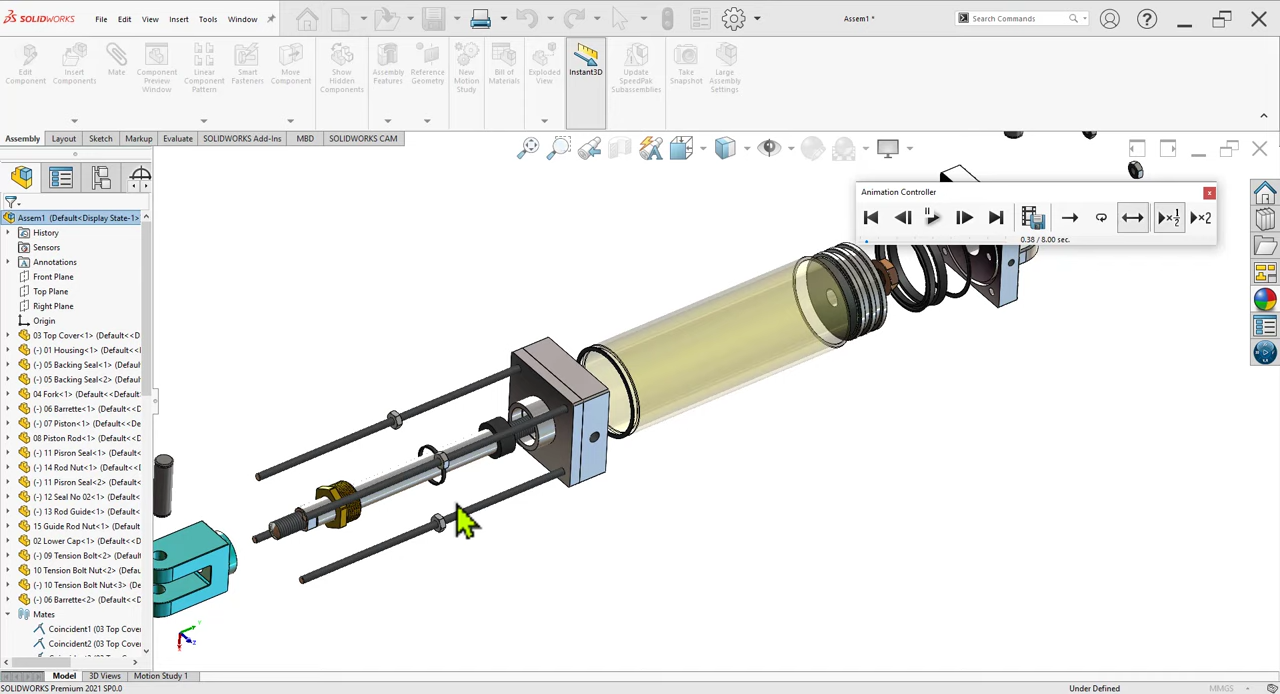 SOLIDWORKS File Edit View Insert Tools Window Assem1 * Search Commands
Edit Component
Insert Components
Mate
Component Preview Window
Linear Component Pattern
Smart Fasteners
Move Component
Show Hidden Components
Assembly Features
Reference Geometry
New Motion Study
Bill of Materials
Exploded View
Instant3D
Update SpeedPak Subassemblies
Take Snapshot
Large Assembly Settings
Assembly Layout Sketch Markup Evaluate SOLIDWORKS Add-Ins MBD SOLIDWORKS CAM
Animation Controller
x½ x2
0.38 / 8.00 sec.
Assem1 (Default<Display State-1>
History
Sensors
Annotations
Front Plane
Top Plane
Right Plane
Origin
03 Top Cover<1> (Default<<D
(-) 01 Housing<1> (Default<<
(-) 05 Backing Seal<1> (Defau
(-) 05 Backing Seal<2> (Defau
04 Fork<1> (Default<<Default
(-) 06 Barrette<1> (Default<<D
(-) 07 Piston<1> (Default<<De
08 Piston Rod<1> (Default<<D
(-) 11 Pisron Seal<1> (Default
(-) 14 Rod Nut<1> (Default<<
(-) 11 Pisron Seal<2> (Default
(-) 12 Seal No 02<1> (Default
(-) 13 Rod Guide<1> (Default
15 Guide Rod Nut<1> (Default
02 Lower Cap<1> (Default<<D
(-) 09 Tension Bolt<2> (Defau
10 Tension Bolt Nut<2> (Defau
(-) 10 Tension Bolt Nut<3> (D
(-) 06 Barrette<2> (Default<<D
Mates
Coincident1 (03 Top Cover
Coincident2 (03 Top Cove
Model 3D Views Motion Study 1
SOLIDWORKS Premium 2021 SP0.0 Under Defined MMGS